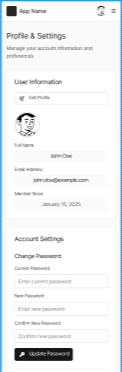 App Name
Profile & Settings
Manage your account information and
preferences
User Information
Edit Profile
Full Name
John Doe
Email Address
john.doe@example.com
Member Since
January 15, 2025
Account Settings
Change Password
Current Password
Enter current password
New Password
Enter new password
Confirm New Password
Confirm new password
Update Password